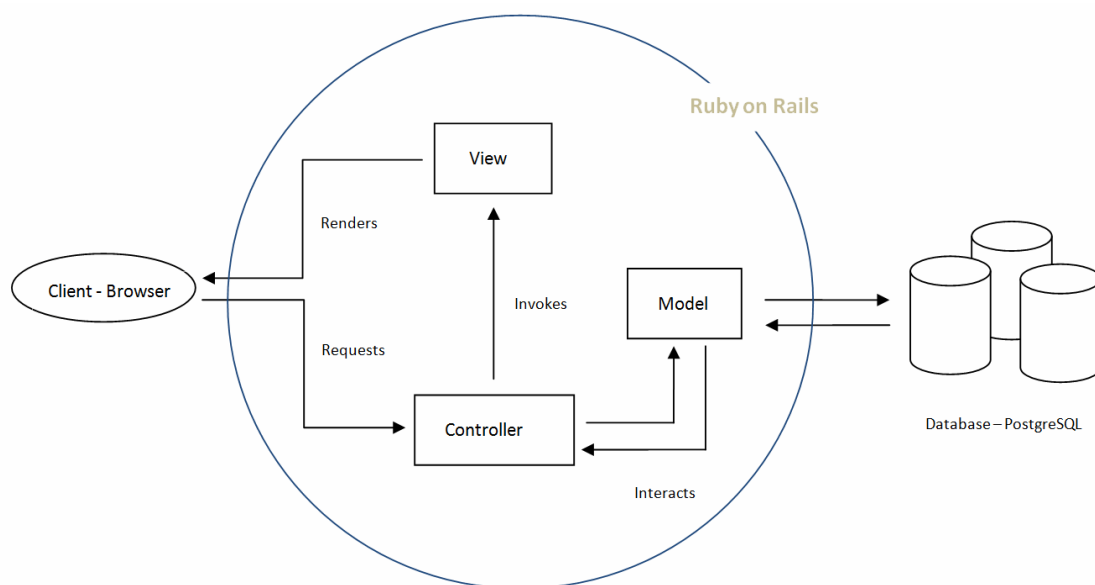 Ruby on Rails
View
Renders
Client - Browser
Invokes
Model
Requests
Controller
Database – PostgreSQL
Interacts